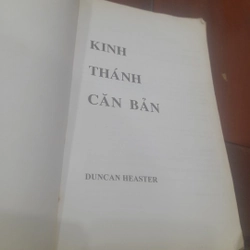 KINH
THÁNH
CĂN BẢN
DUNCAN HEASTER